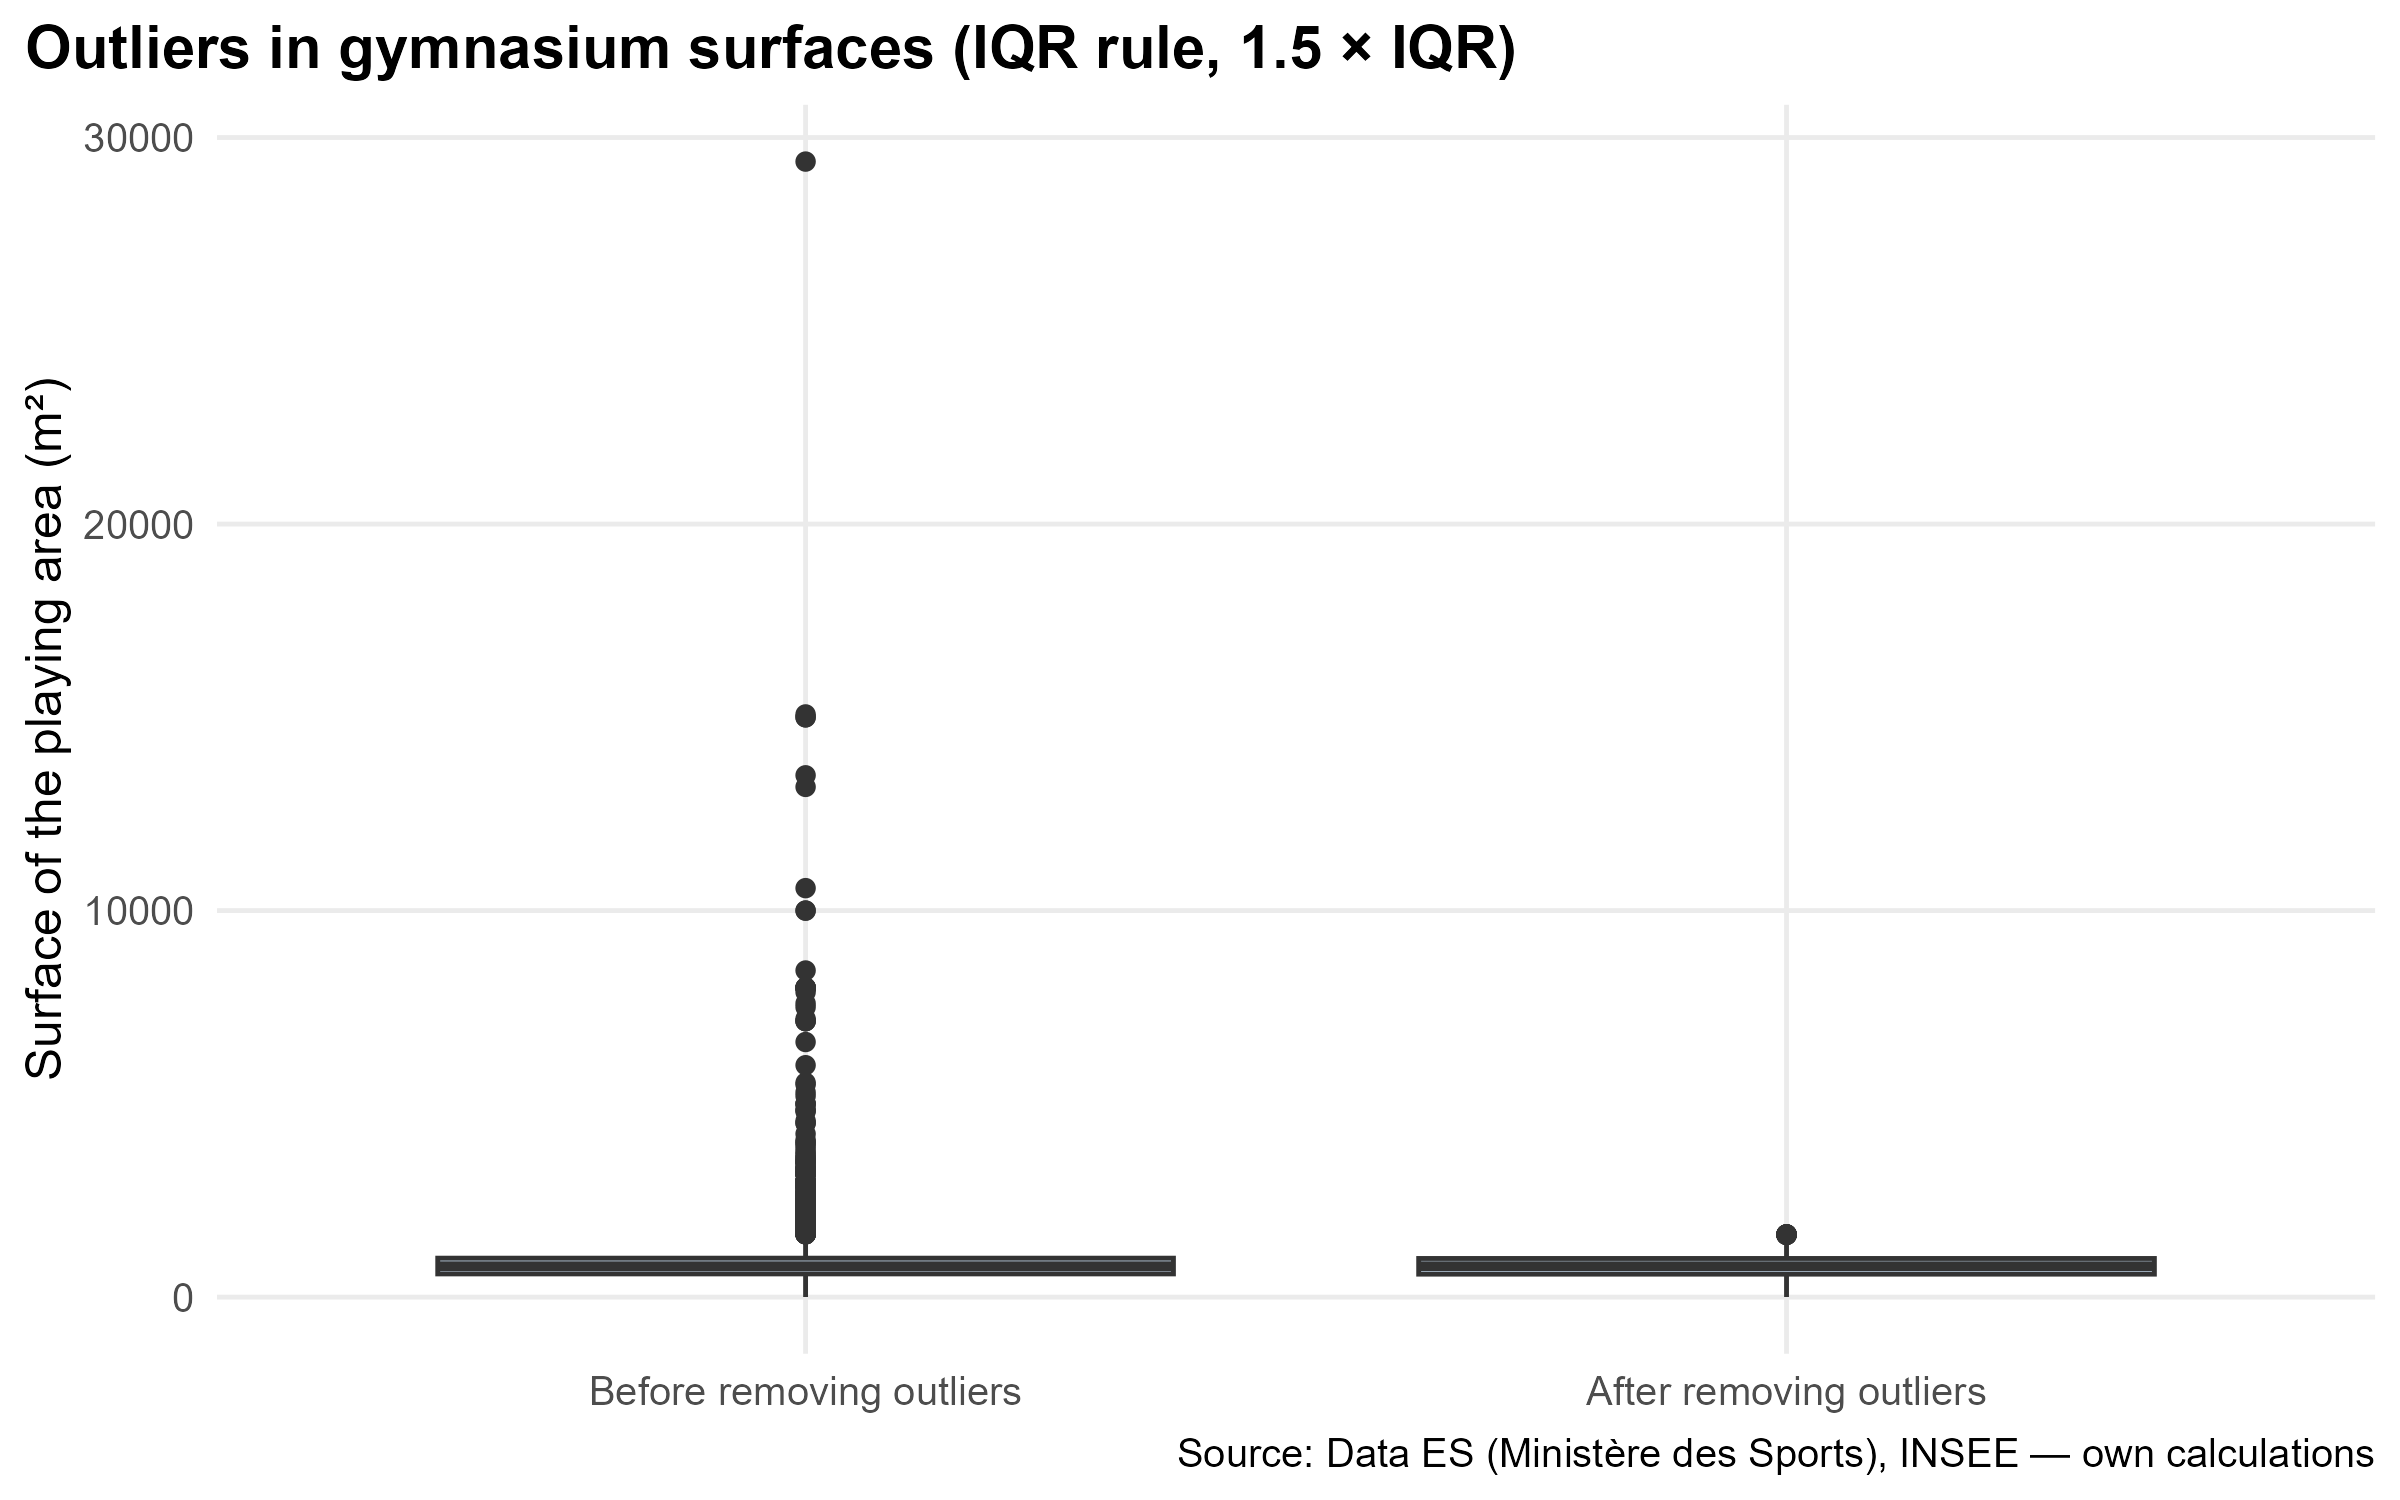 Outliers in gymnasium surfaces (IQR rule, 1.5 × IQR)
Surface of the playing area (m²)
30000
20000
10000
0
Before removing outliers
After removing outliers
Source: Data ES (Ministère des Sports), INSEE — own calculations